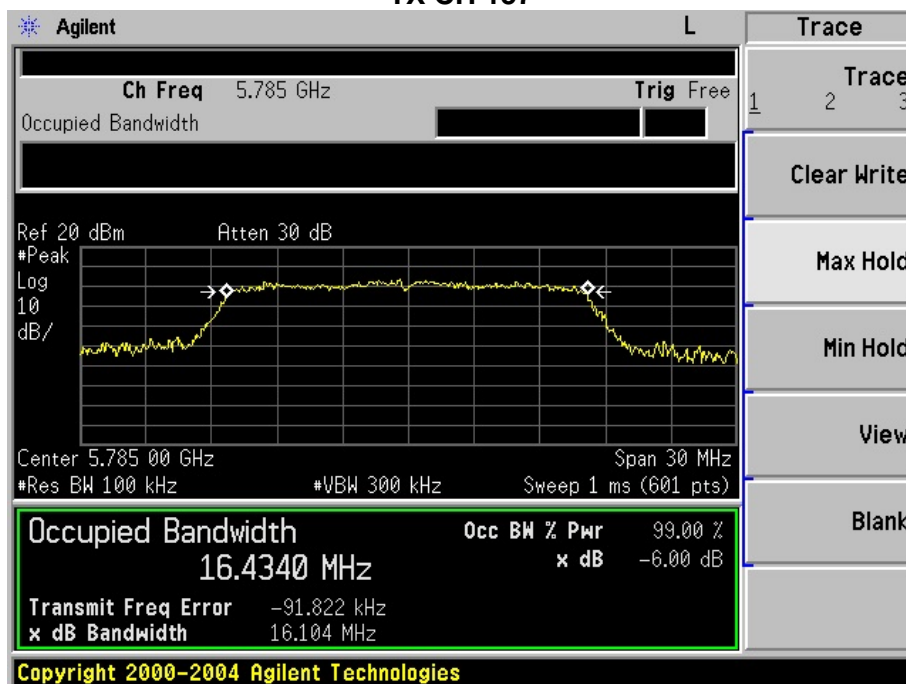 Agilent L Trace
Ch Freq 5.785 GHz Trig Free
Trace
1 2
Occupied Bandwidth
Clear Write
Ref 20 dBm Atten 30 dB
#Peak
Log
10
dB/
Max Hold
Min Hold
View
Center 5.785 00 GHz Span 30 MHz
#Res BW 100 kHz #VBW 300 kHz Sweep 1 ms (601 pts)
Blank
Occupied Bandwidth Occ BW % Pwr 99.00 %
16.4340 MHz x dB -6.00 dB
Transmit Freq Error -91.822 kHz
x dB Bandwidth 16.104 MHz
Copyright 2000-2004 Agilent Technologies